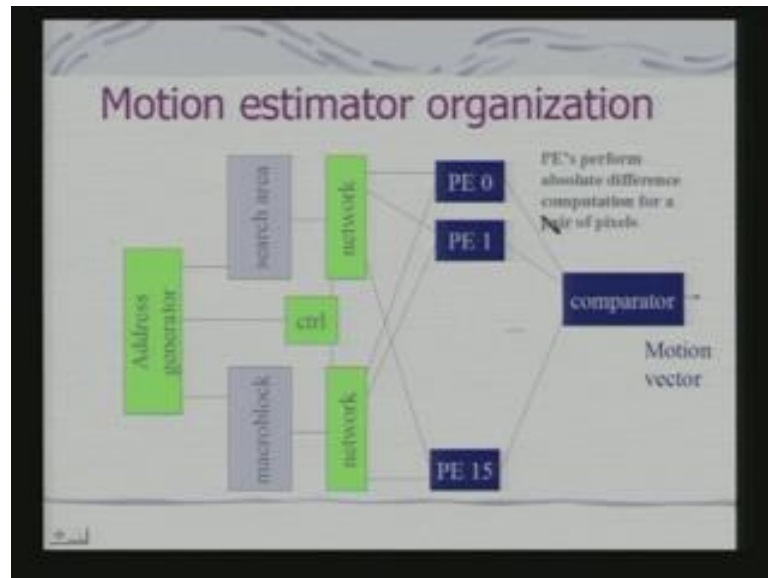 Motion estimator organization
search area
network
PE 0
PE's perform
absolute difference
computation for a
pair of pixels
PE 1
Address
generator
ctrl
comparator
Motion
vector
macroblock
network
PE 15